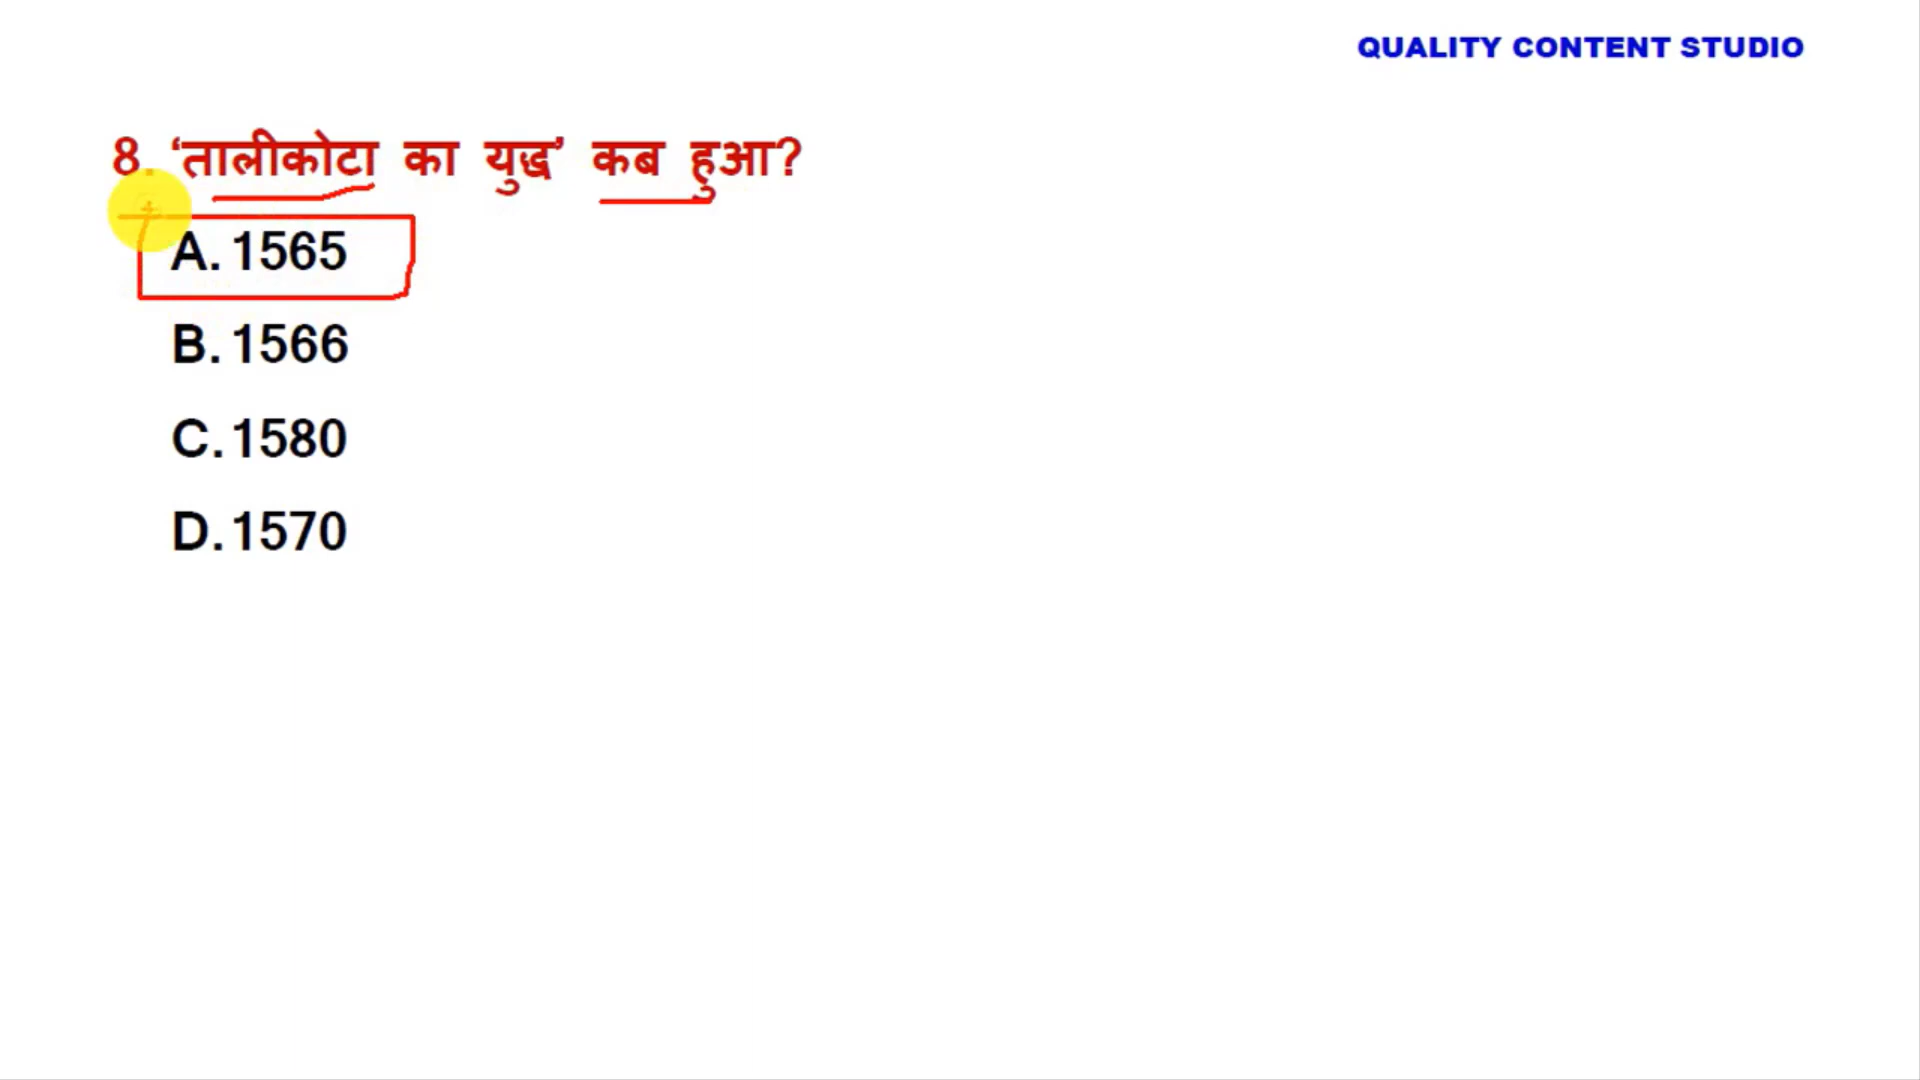 QUALITY CONTENT STUDIO
8. ‘तालीकोटा का युद्ध’ कब हुआ?
A. 1565
B. 1566
C. 1580
D. 1570